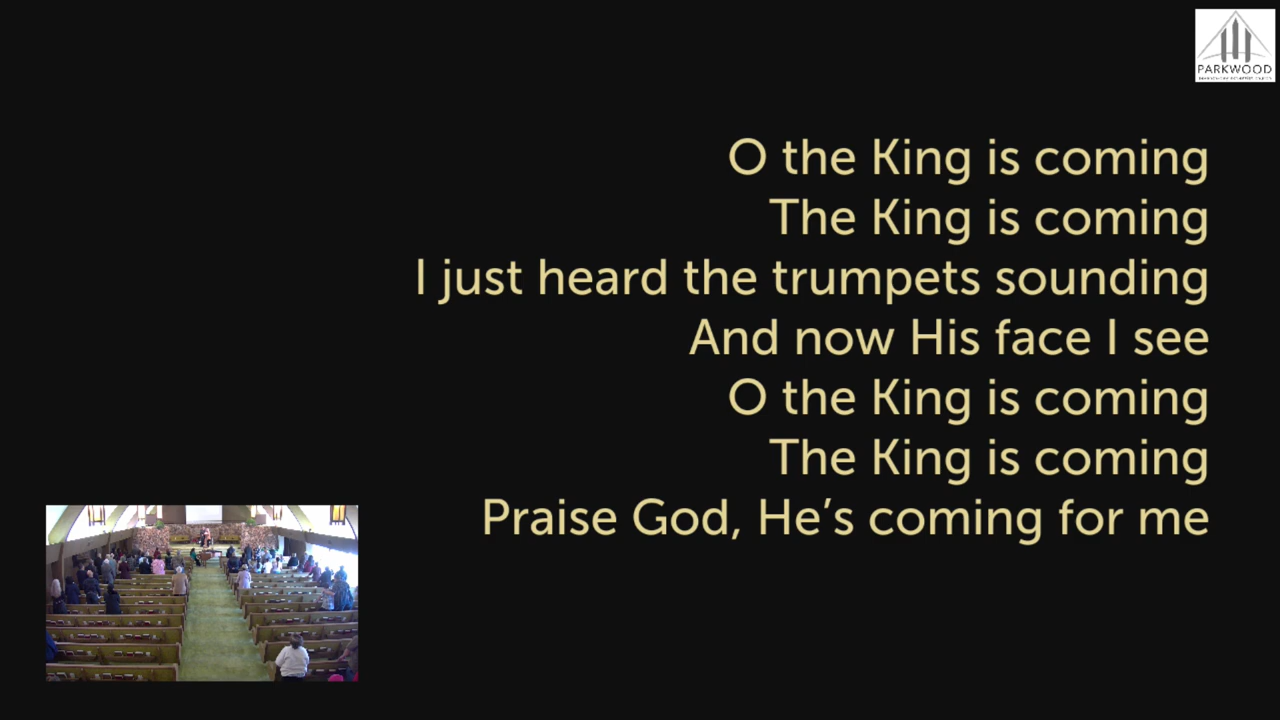 PARKWOOD
O the King is coming
The King is coming
I just heard the trumpets sounding
And now His face I see
O the King is coming
The King is coming
Praise God, He’s coming for me